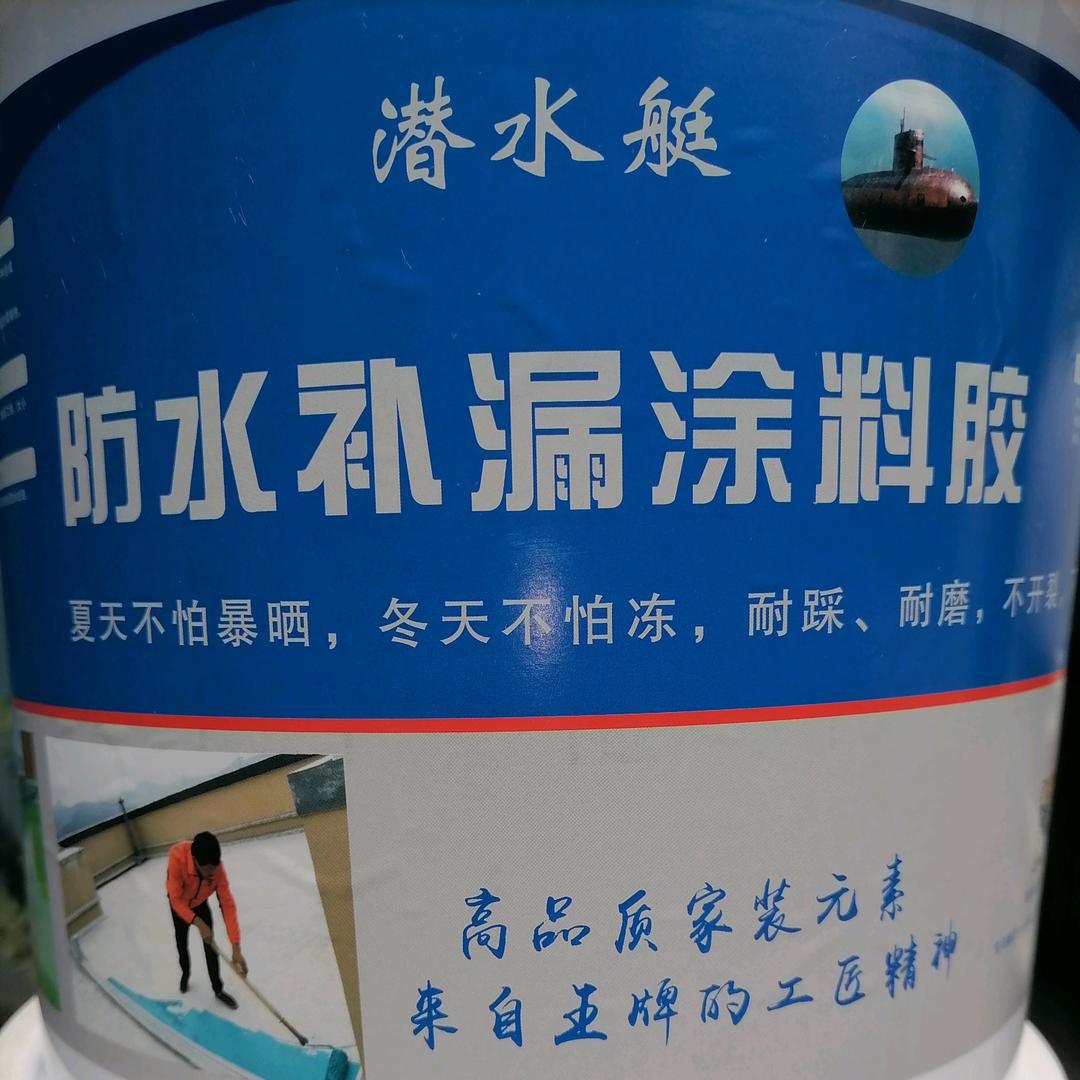 潜水艇
防水补漏涂料胶
夏天不怕暴晒，冬天不怕冻，耐踩、耐磨，不开裂
高品质家装元素
来自王牌的工匠精神